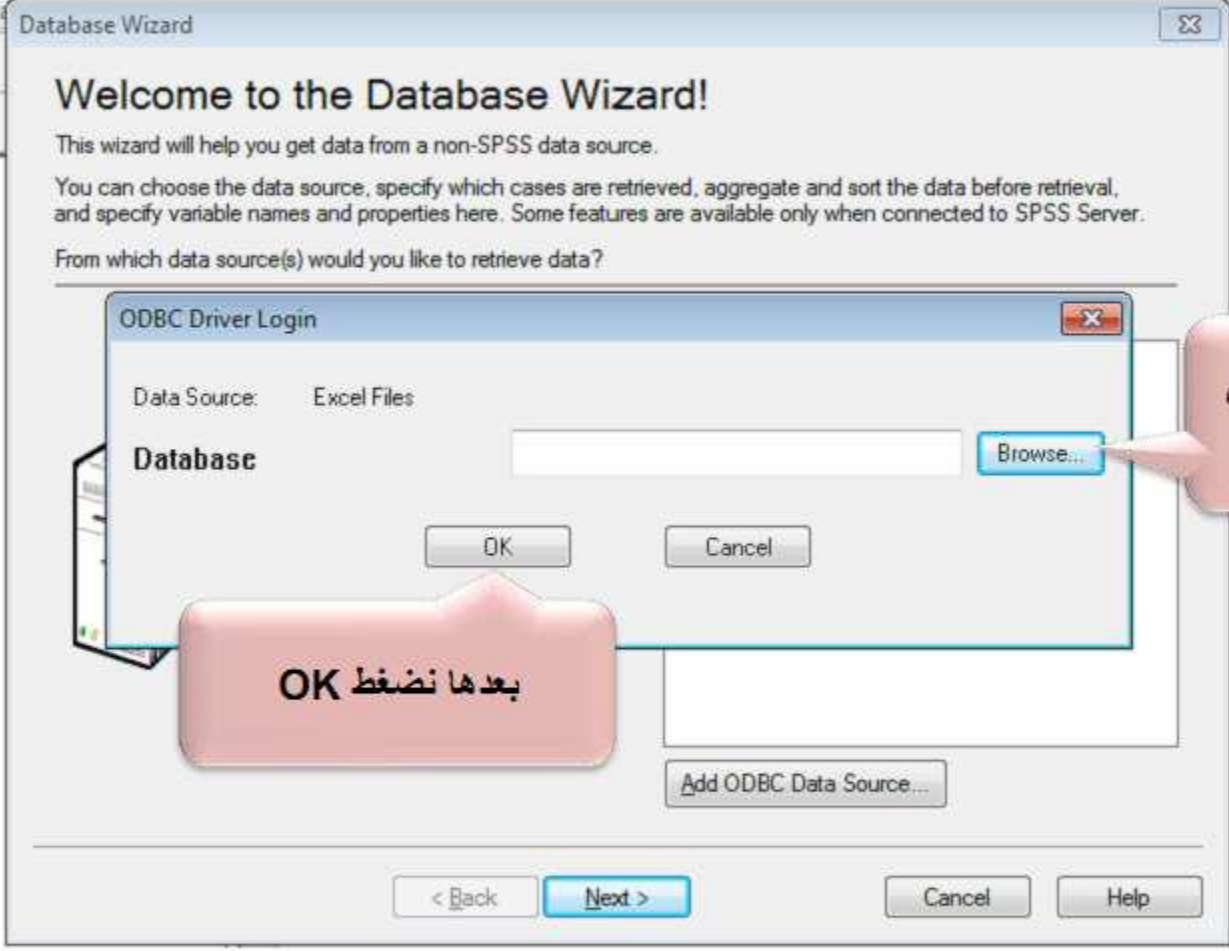 Database Wizard
Welcome to the Database Wizard!
This wizard will help you get data from a non-SPSS data source.
You can choose the data source, specify which cases are retrieved, aggregate and sort the data before retrieval,
and specify variable names and properties here. Some features are available only when connected to SPSS Server.
From which data source(s) would you like to retrieve data?
ODBC Driver Login
Data Source: Excel Files
Database
Browse...
OK
Cancel
بعدها نضغط OK
Add ODBC Data Source...
< Back
Next >
Cancel
Help